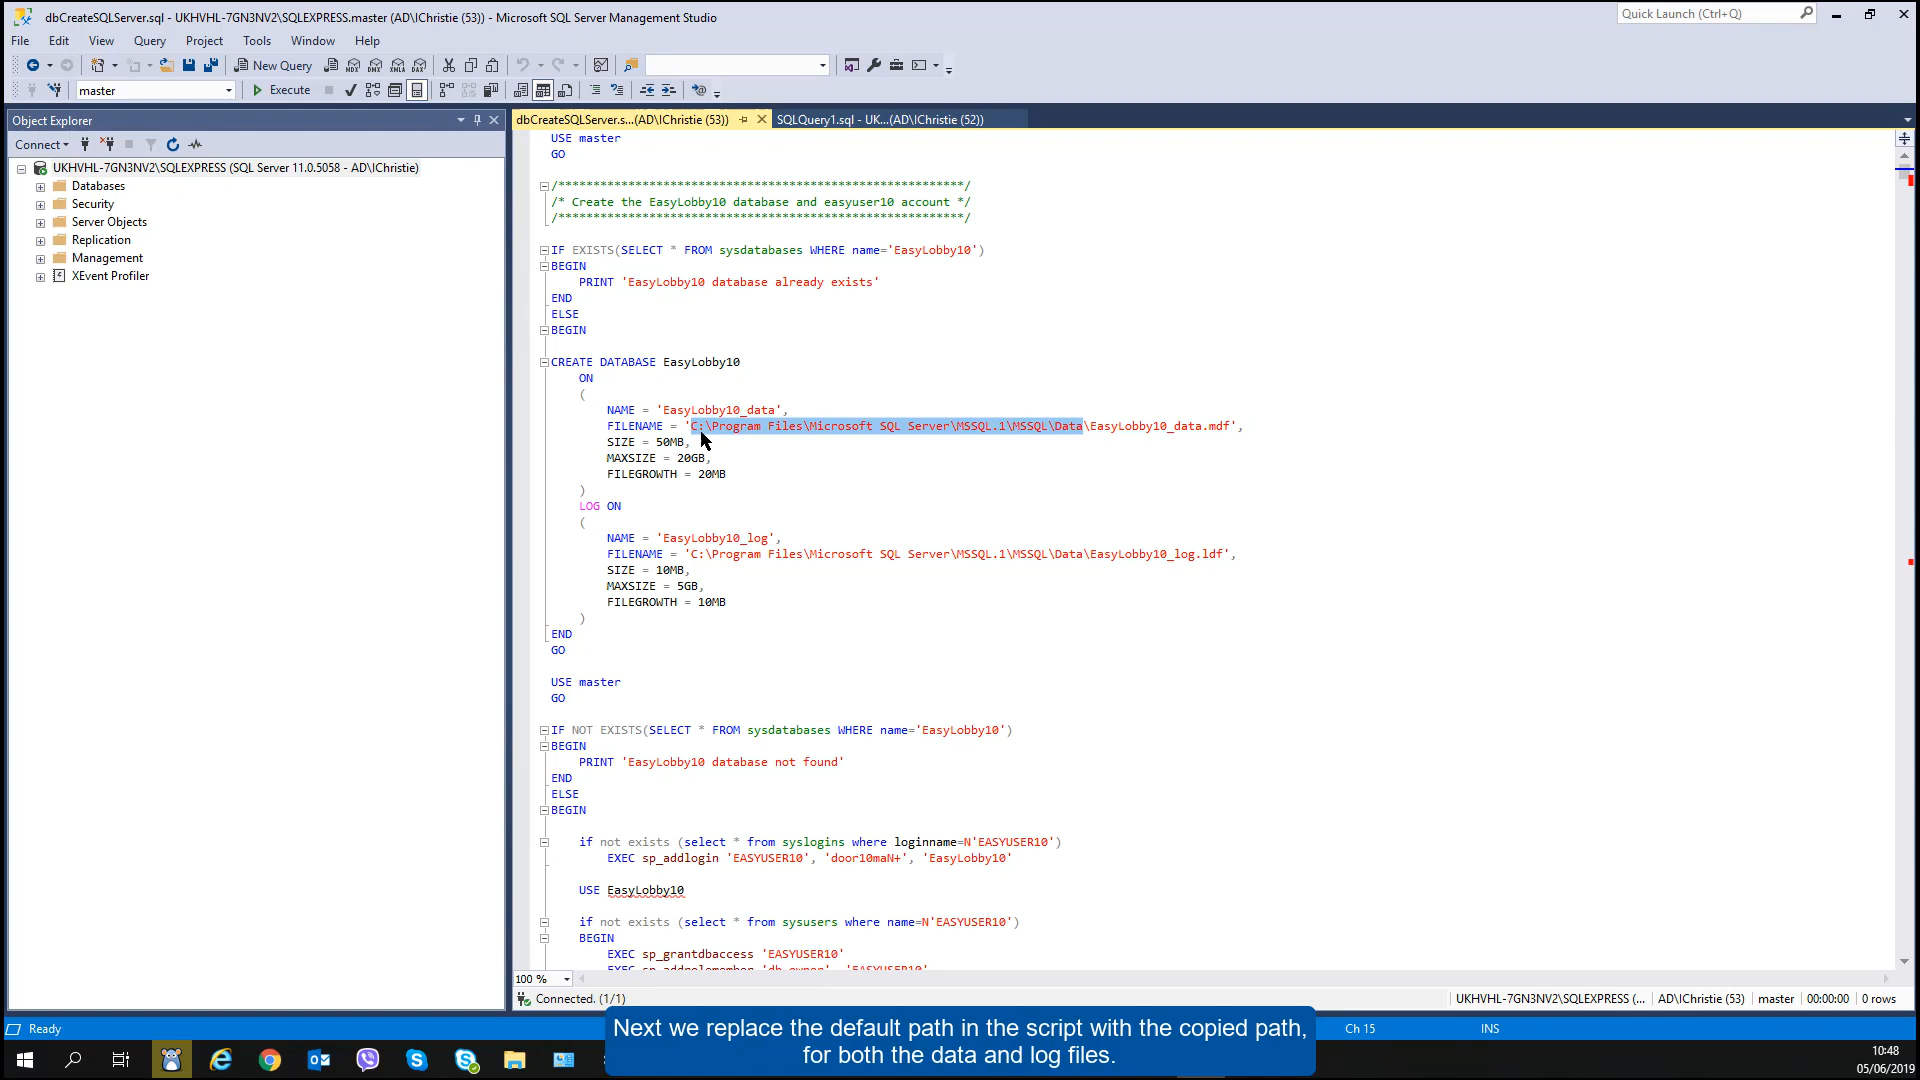 dbCreateSQLServer.sql - UKHVHL-7GN3NV2\SQLEXPRESS.master (AD\IChristie (53)) - Microsoft SQL Server Management Studio
Quick Launch (Ctrl+Q)
File Edit View Query Project Tools Window Help
New Query
MDX DMX XMLA DAX
master
Execute
Object Explorer
dbCreateSQLServer.s...(AD\IChristie (53))
SQLQuery1.sql - UK...(AD\IChristie (52))
Connect
UKHVHL-7GN3NV2\SQLEXPRESS (SQL Server 11.0.5058 - AD\IChristie)
Databases
Security
Server Objects
Replication
Management
XEvent Profiler
USE master
GO
/**********************************************************/
/* Create the EasyLobby10 database and easyuser10 account */
/**********************************************************/
IF EXISTS(SELECT * FROM sysdatabases WHERE name='EasyLobby10')
BEGIN
PRINT 'EasyLobby10 database already exists'
END
ELSE
BEGIN
CREATE DATABASE EasyLobby10
ON
(
NAME = 'EasyLobby10_data',
FILENAME = 'C:\Program Files\Microsoft SQL Server\MSSQL.1\MSSQL\Data\EasyLobby10_data.mdf',
SIZE = 50MB,
MAXSIZE = 20GB,
FILEGROWTH = 20MB
)
LOG ON
(
NAME = 'EasyLobby10_log',
FILENAME = 'C:\Program Files\Microsoft SQL Server\MSSQL.1\MSSQL\Data\EasyLobby10_log.ldf',
SIZE = 10MB,
MAXSIZE = 5GB,
FILEGROWTH = 10MB
)
END
GO
USE master
GO
IF NOT EXISTS(SELECT * FROM sysdatabases WHERE name='EasyLobby10')
BEGIN
PRINT 'EasyLobby10 database not found'
END
ELSE
BEGIN
if not exists (select * from syslogins where loginname=N'EASYUSER10')
EXEC sp_addlogin 'EASYUSER10', 'door10maN+', 'EasyLobby10'
USE EasyLobby10
if not exists (select * from sysusers where name=N'EASYUSER10')
BEGIN
EXEC sp_grantdbaccess 'EASYUSER10'
EXEC sp_addrolemember 'db_owner', 'EASYUSER10'
100 %
Connected. (1/1)
UKHVHL-7GN3NV2\SQLEXPRESS (... AD\IChristie (53) master 00:00:00 0 rows
Ready
Ch 15
INS
Next we replace the default path in the script with the copied path,
for both the data and log files.
10:48
05/06/2019